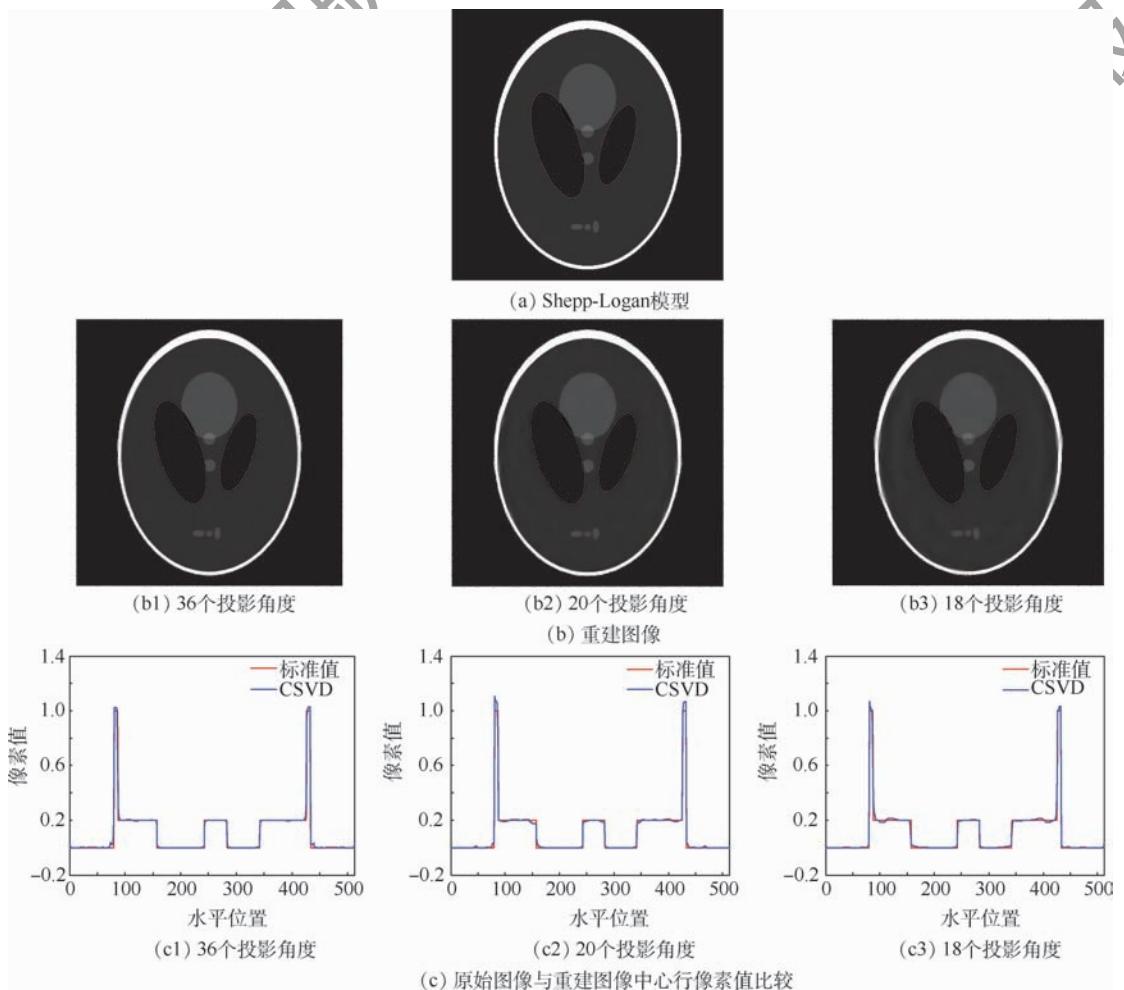 (a) Shepp-Logan模型
(b1) 36个投影角度
(b2) 20个投影角度
(b3) 18个投影角度
(b) 重建图像
像素值
1.4
1.0
0.6
0.2
−0.2
标准值
CSVD
0 100 200 300 400 500
水平位置
(c1) 36个投影角度
像素值
1.4
1.0
0.6
0.2
−0.2
标准值
CSVD
0 100 200 300 400 500
水平位置
(c2) 20个投影角度
像素值
1.4
1.0
0.6
0.2
−0.2
标准值
CSVD
0 100 200 300 400 500
水平位置
(c3) 18个投影角度
(c) 原始图像与重建图像中心行像素值比较